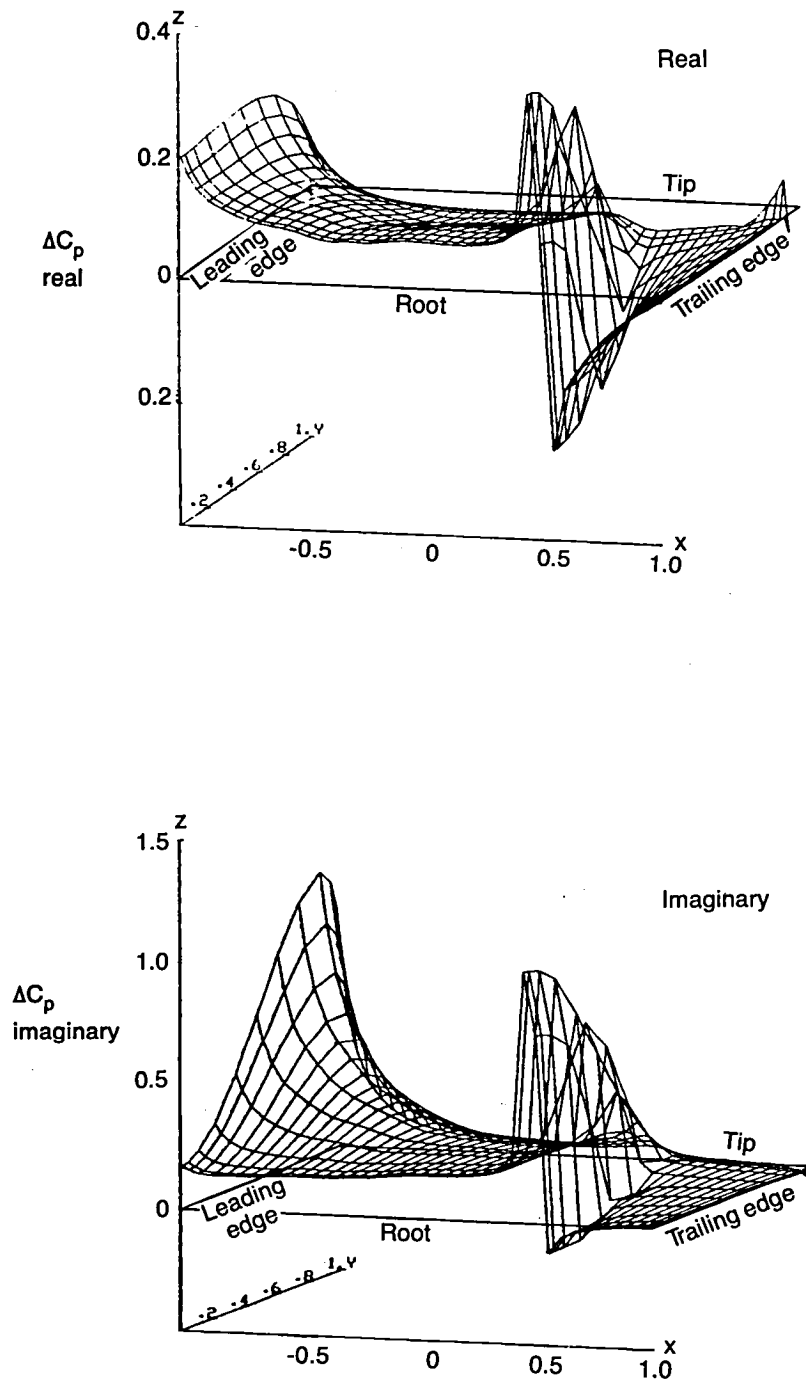 z
0.4
Real
0.2
Tip
ΔCp
real
Leading
edge
0
Root
Trailing edge
0.2
.2 .4 .6 .8 1. Y
-0.5 0 0.5 1.0 x
z
1.5
Imaginary
1.0
ΔCp
imaginary
0.5
Tip
Leading
edge
0
Root
Trailing edge
.2 .4 .6 .8 1. Y
-0.5 0 0.5 1.0 x